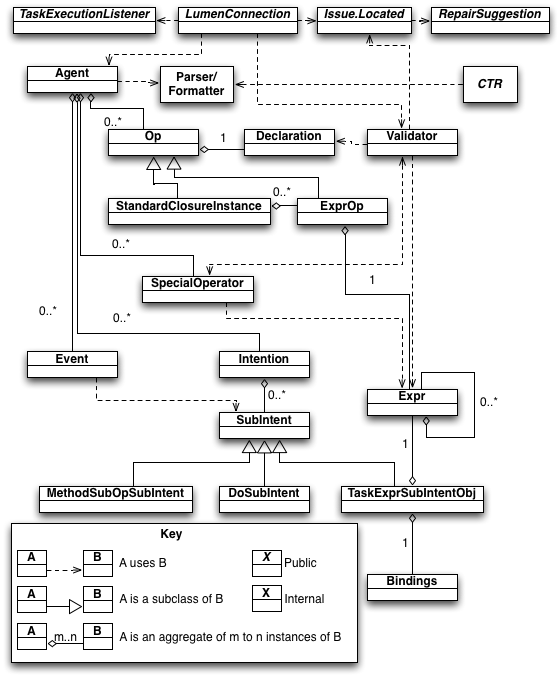 TaskExecutionListener
LumenConnection
Issue.Located
RepairSuggestion
Agent
Parser/
Formatter
CTR
0..*
Op
1
Declaration
Validator
0..*
StandardClosureInstance
ExprOp
0..*
1
SpecialOperator
0..*
0..*
Event
Intention
0..*
Expr
0..*
SubIntent
1
MethodSubOpSubIntent
DoSubIntent
TaskExprSubIntentObj
1
Bindings
Key
A
B
A uses B
X
Public
A
B
A is a subclass of B
X
Internal
A
m..n
B
A is an aggregate of m to n instances of B